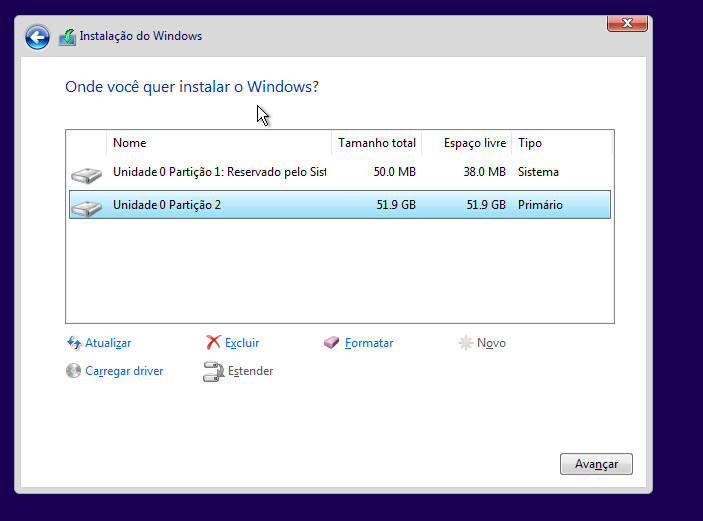 Instalação do Windows
Onde você quer instalar o Windows?
Nome Tamanho total Espaço livre Tipo
Unidade 0 Partição 1: Reservado pelo Sist 50.0 MB 38.0 MB Sistema
Unidade 0 Partição 2 51.9 GB 51.9 GB Primário
Atualizar Excluir Formatar Novo
Carregar driver Estender
Avançar